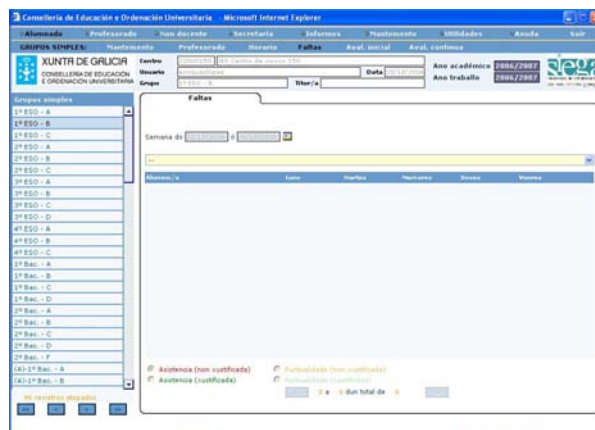 Consellería de Educación e Ordenación Universitaria - Microsoft Internet Explorer
Alumnado Profesorado Non docente Secretaría Informes Mantemento Utilidades Axuda Saír
GRUPOS SIMPLES: Mantemento Profesorado Horario Faltas Aval. inicial Aval. continua
XUNTA DE GALICIA
CONSELLERÍA DE EDUCACIÓN
E ORDENACIÓN UNIVERSITARIA
Centro
Usuario Data
Grupo Titor/a
Ano académico 2006/2007
Ano traballo 2006/2007
Grupos simples
1º ESO - A
1º ESO - B
1º ESO - C
2º ESO - A
2º ESO - B
2º ESO - C
3º ESO - A
3º ESO - B
3º ESO - C
3º ESO - D
4º ESO - A
4º ESO - B
4º ESO - C
1º Bac. - A
1º Bac. - B
1º Bac. - C
1º Bac. - D
2º Bac. - A
2º Bac. - B
2º Bac. - C
2º Bac. - D
2º Bac. - F
(A)-1º Bac. - A
(A)-1º Bac. - B
rexistros atopados
Faltas
Semana do ó
--
Alumno/a Luns Martes Mércores Xoves Venres
Asistencia (non xustificada) Puntualidade (non xustificada)
Asistencia (xustificada) Puntualidade (xustificada)
a dun total de